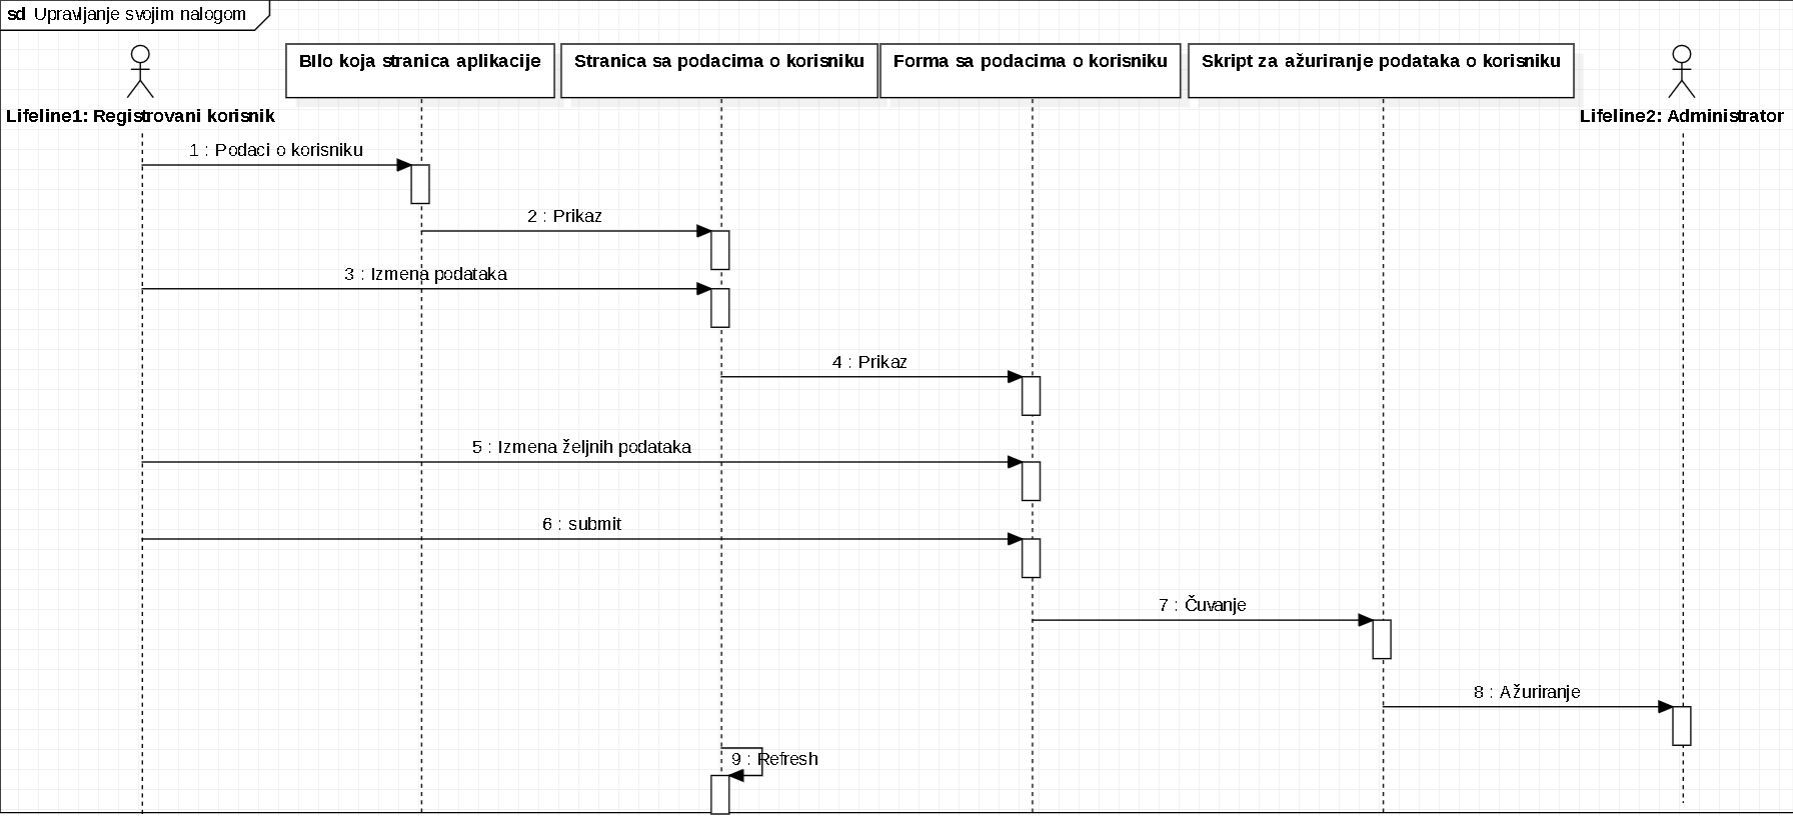 sd Upravljanje svojim nalogom
BIlo koja stranica aplikacije
Stranica sa podacima o korisniku
Forma sa podacima o korisniku
Skript za ažuriranje podataka o korisniku
Lifeline1: Registrovani korisnik
Lifeline2: Administrator
1 : Podaci o korisniku
2 : Prikaz
3 : Izmena podataka
4 : Prikaz
5 : Izmena željnih podataka
6 : submit
7 : Čuvanje
8 : Ažuriranje
9 : Refresh